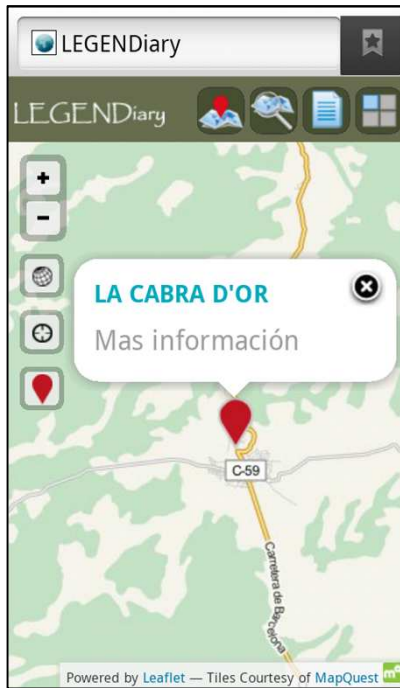 LEGENDiary
LEGENDiary
+
-
LA CABRA D'OR
Mas información
C-59
Carretera de Barcelona
Powered by Leaflet — Tiles Courtesy of MapQuest